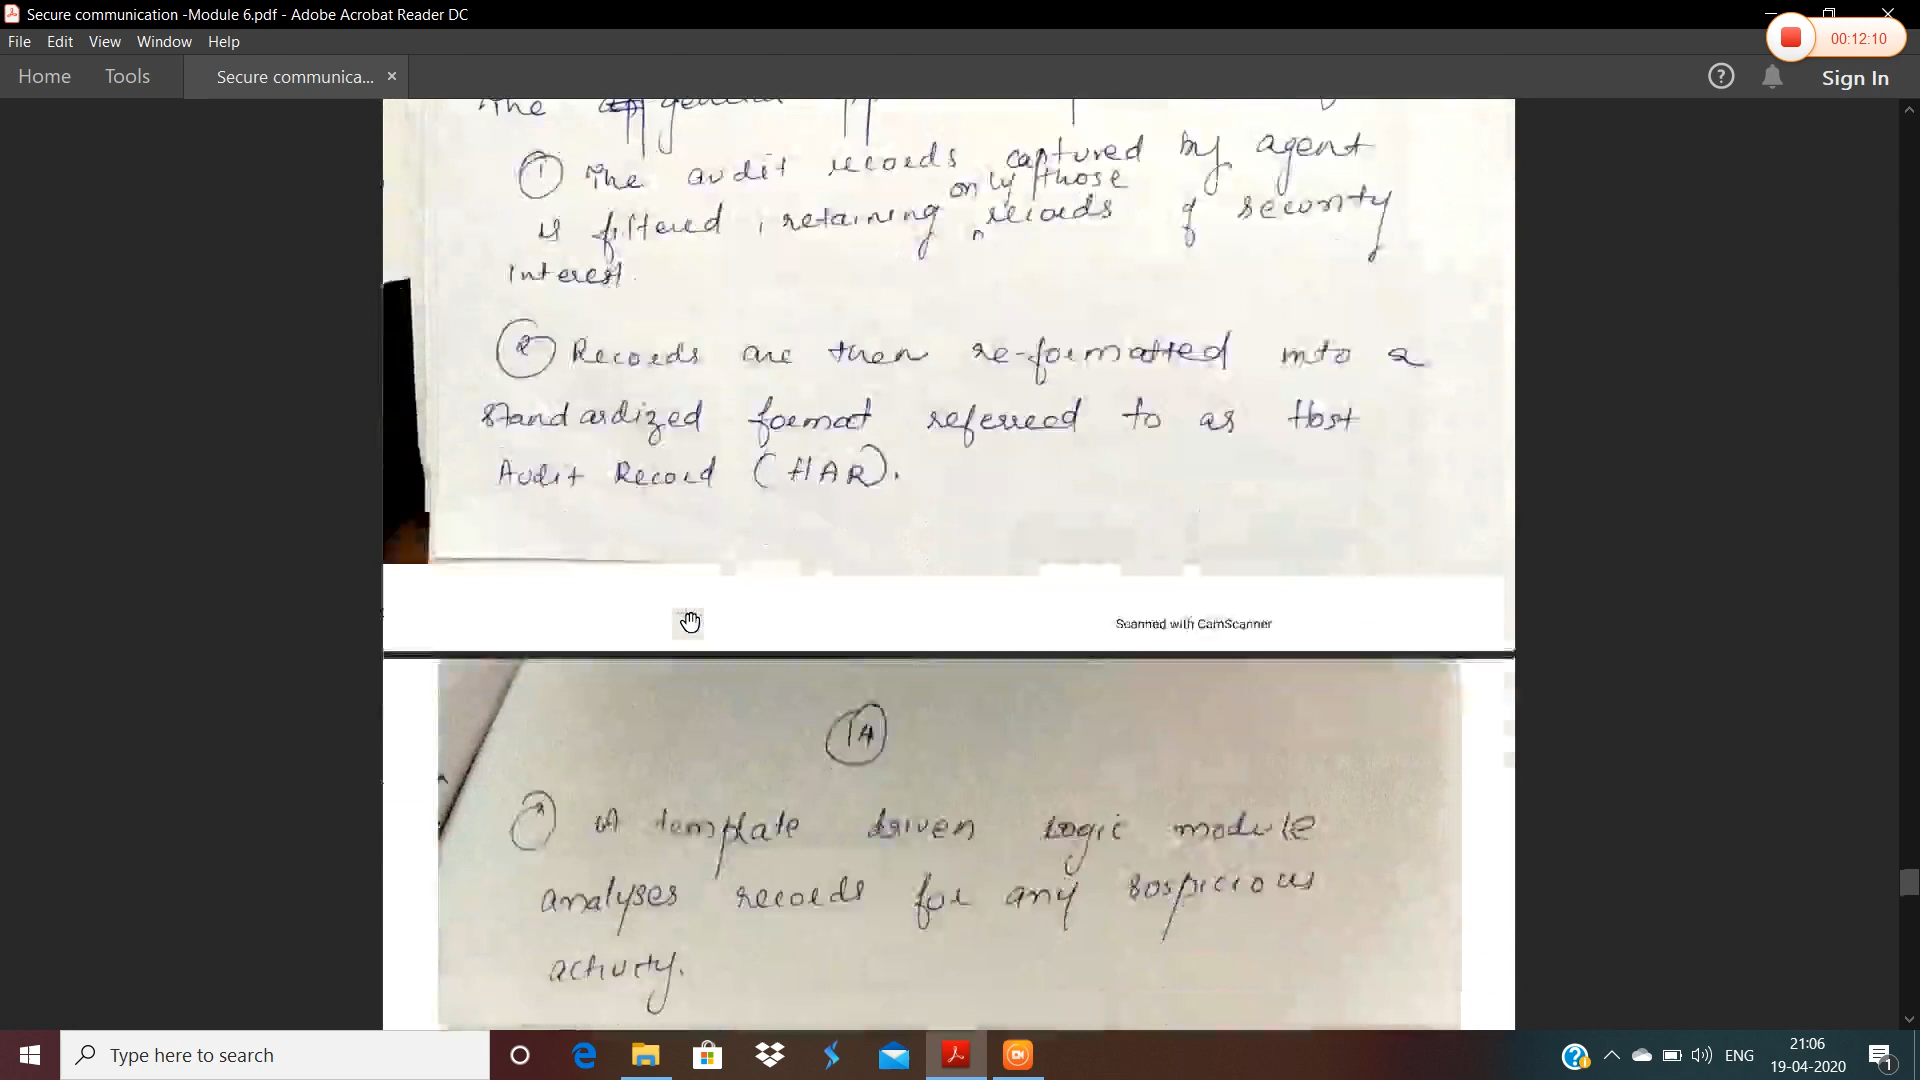 Secure communication -Module 6.pdf - Adobe Acrobat Reader DC
File Edit View Window Help
00:12:10
Home Tools Secure communica... × Sign In
The general
① The audit records captured by agent
only those
is filtered, retaining records of security
interest.
② Records are then re-formatted into a
standardized format referred to as Host
Audit Record (HAR).
Scanned with CamScanner
14
③ A template driven logic module
analyses records for any suspicious
activity.
Type here to search
ENG
21:06
19-04-2020
1